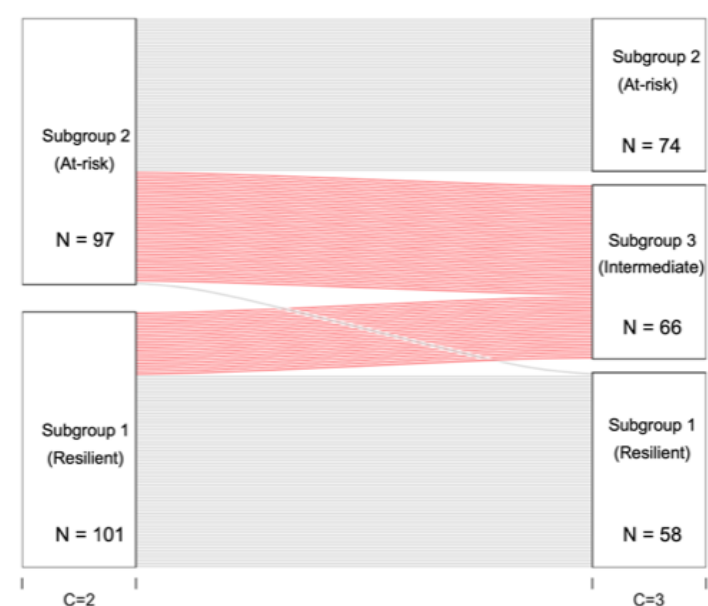 Subgroup 2
(At-risk)
N = 97
Subgroup 1
(Resilient)
N = 101
C=2
Subgroup 2
(At-risk)
N = 74
Subgroup 3
(Intermediate)
N = 66
Subgroup 1
(Resilient)
N = 58
C=3